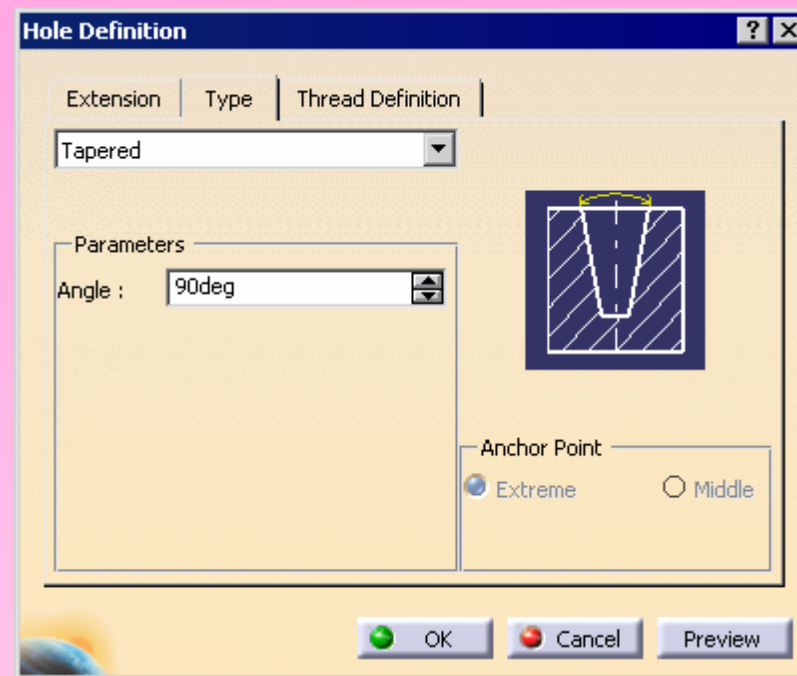 Hole Definition
Extension Type Thread Definition
Tapered
Parameters
Angle : 90deg
Anchor Point
Extreme Middle
OK Cancel Preview